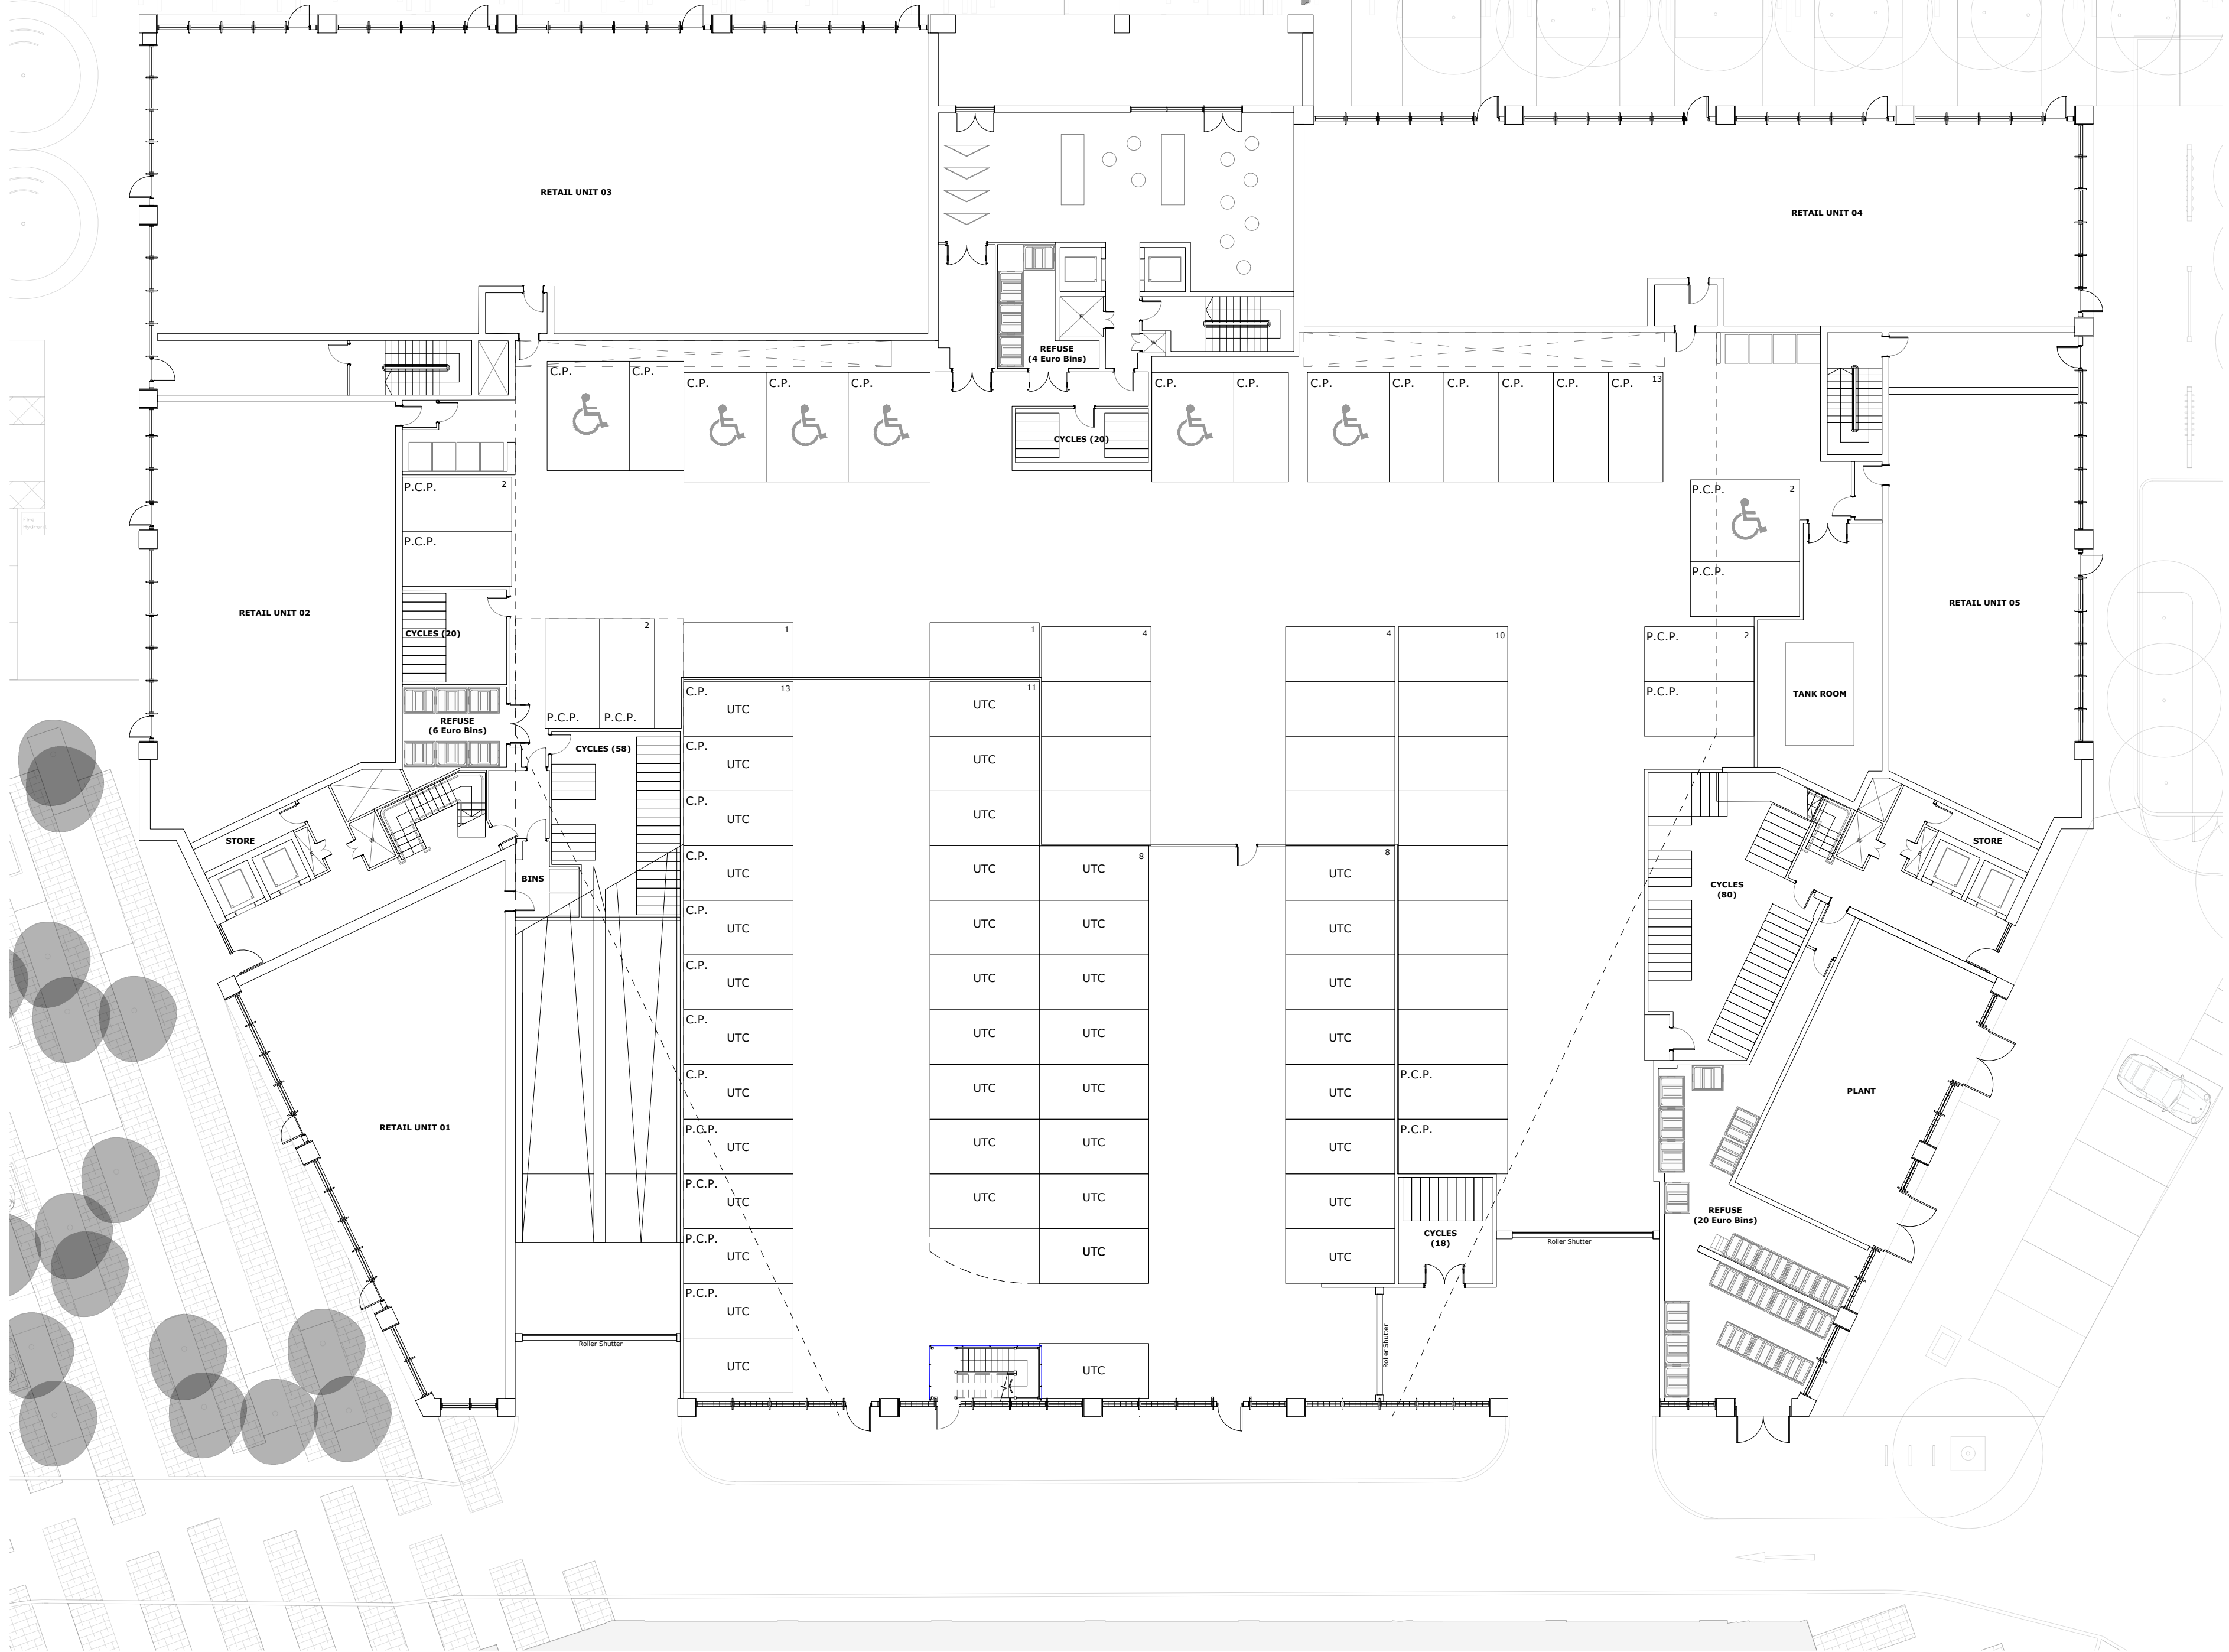 RETAIL UNIT 03
RETAIL UNIT 04
REFUSE
(4 Euro Bins)
C.P.
C.P.
C.P.
C.P.
C.P.
C.P.
C.P.
C.P.
C.P.
C.P.
C.P.
C.P.
C.P. 13
CYCLES (20)
P.C.P. 2
P.C.P.
P.C.P. 2
P.C.P.
RETAIL UNIT 02
CYCLES (20)
RETAIL UNIT 05
2
P.C.P. P.C.P.
1
1
4
4
10
P.C.P. 2
P.C.P.
TANK ROOM
REFUSE
(6 Euro Bins)
CYCLES (58)
STORE
BINS
C.P. 13
UTC
C.P.
UTC
C.P.
UTC
C.P.
UTC
C.P.
UTC
C.P.
UTC
C.P.
UTC
C.P.
UTC
P.C.P.
UTC
P.C.P.
UTC
P.C.P.
UTC
P.C.P.
UTC
UTC
11
UTC
UTC
UTC
UTC
UTC
UTC
UTC
UTC
UTC
UTC
8
UTC
UTC
UTC
UTC
UTC
UTC
UTC
UTC
UTC
8
UTC
UTC
UTC
UTC
UTC
UTC
UTC
UTC
P.C.P.
P.C.P.
CYCLES
(18)
STORE
CYCLES
(80)
PLANT
RETAIL UNIT 01
REFUSE
(20 Euro Bins)
Roller Shutter
Roller Shutter
Roller Shutter